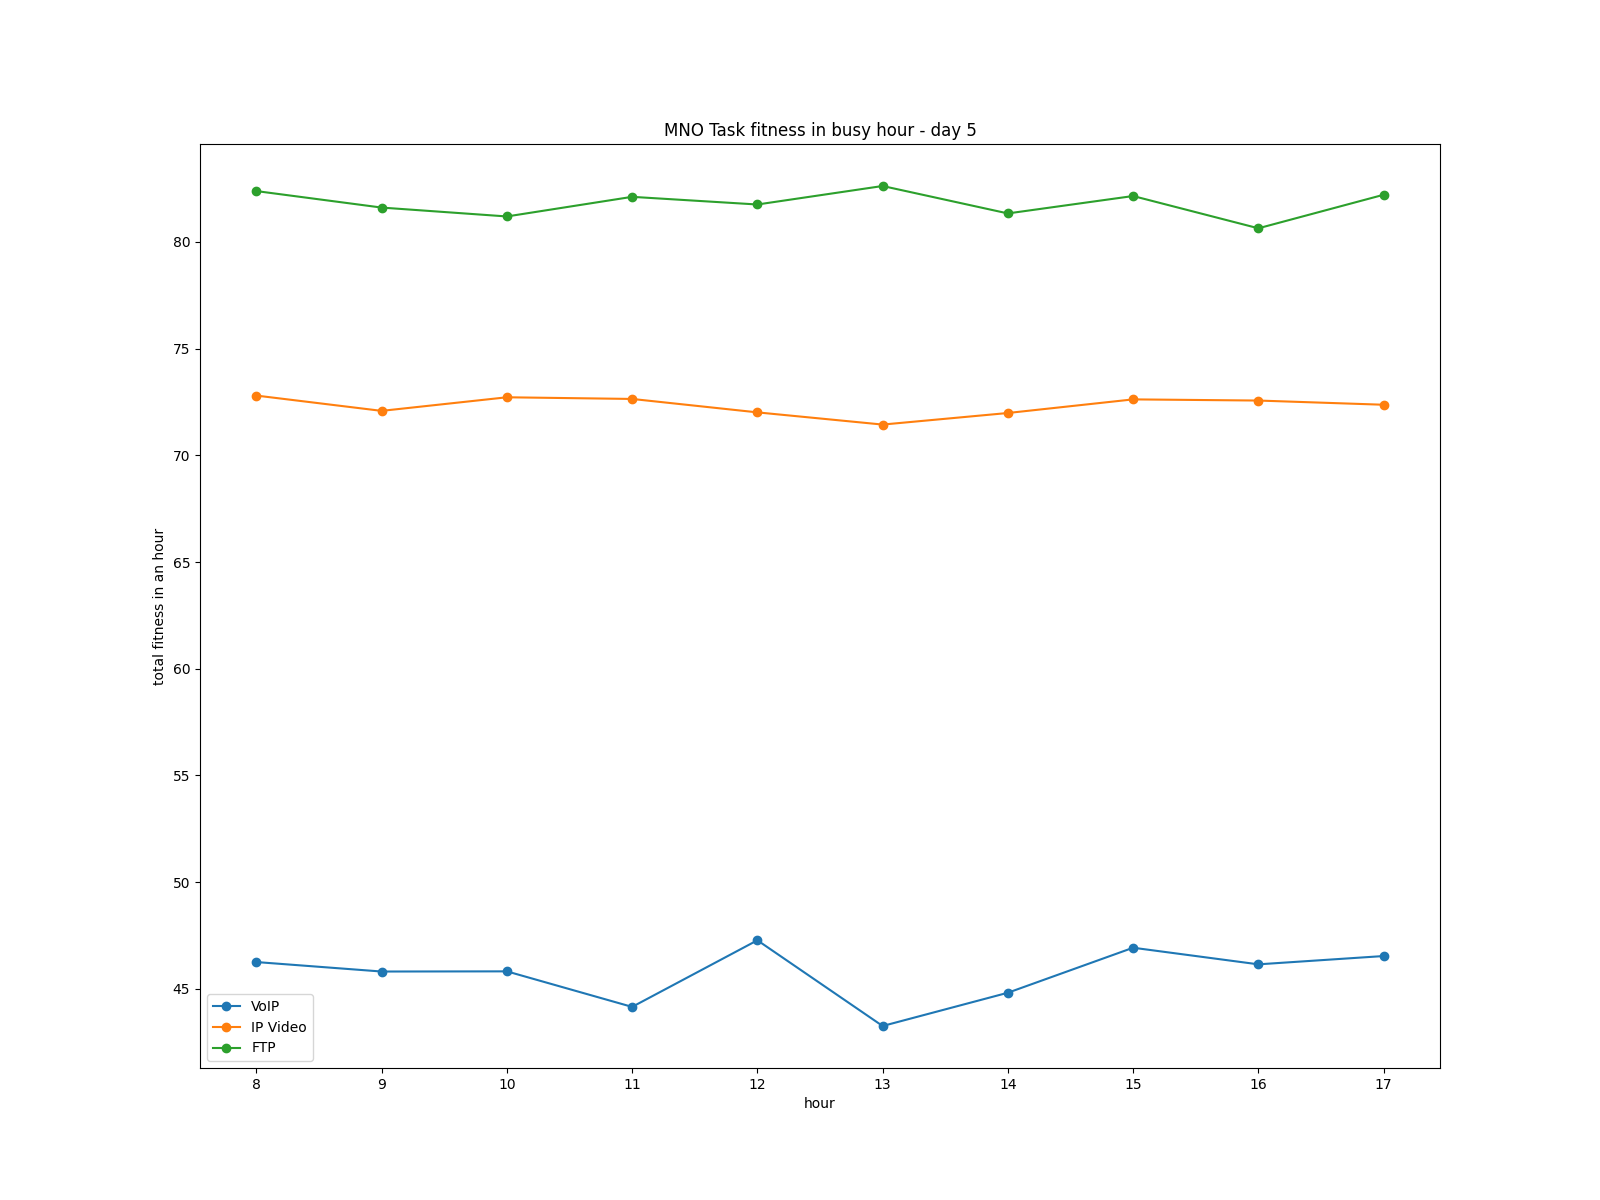 MNO Task fitness in busy hour - day 5
total fitness in an hour
80
75
70
65
60
55
50
45
VoIP
IP Video
FTP
8 9 10 11 12 13 14 15 16 17
hour